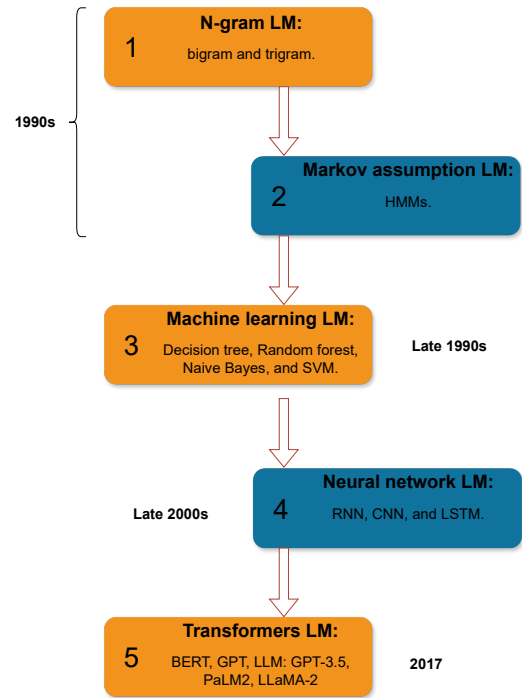 N-gram LM:
1
bigram and trigram.
1990s
Markov assumption LM:
2
HMMs.
Machine learning LM:
3
Decision tree, Random forest,
Naive Bayes, and SVM.
Late 1990s
Neural network LM:
4
RNN, CNN, and LSTM.
Late 2000s
Transformers LM:
5
BERT, GPT, LLM: GPT-3.5,
PaLM2, LLaMA-2
2017